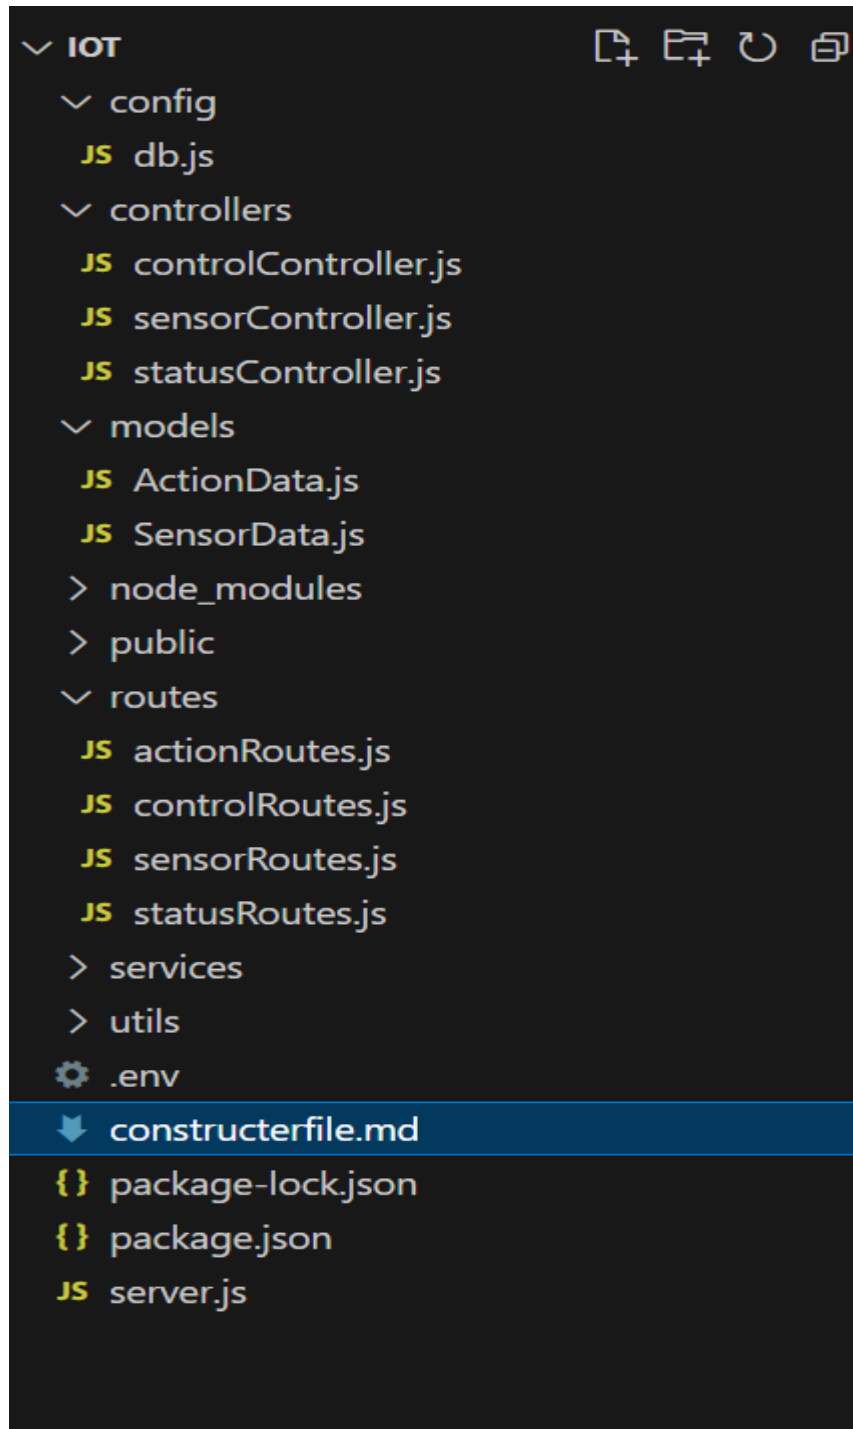 IOT
config
JS db.js
controllers
JS controlController.js
JS sensorController.js
JS statusController.js
models
JS ActionData.js
JS SensorData.js
node_modules
public
routes
JS actionRoutes.js
JS controlRoutes.js
JS sensorRoutes.js
JS statusRoutes.js
services
utils
.env
constructerfile.md
{} package-lock.json
{} package.json
JS server.js